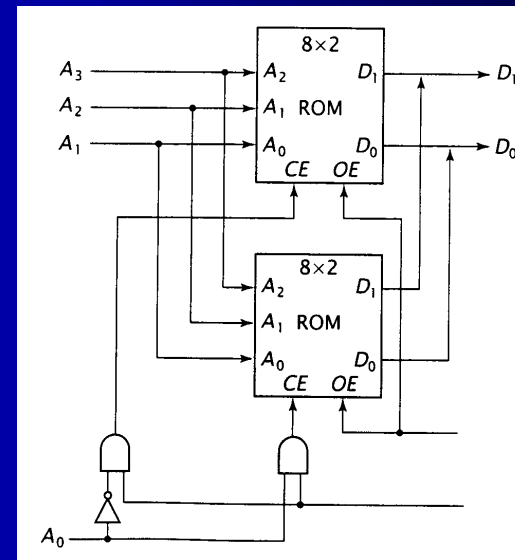 8×2
A₃ A₂ D₁ D₁
A₂ A₁ ROM
A₁ A₀ D₀ D₀
CE OE
8×2
A₂ D₁
A₁ ROM
A₀ D₀
CE OE
A₀